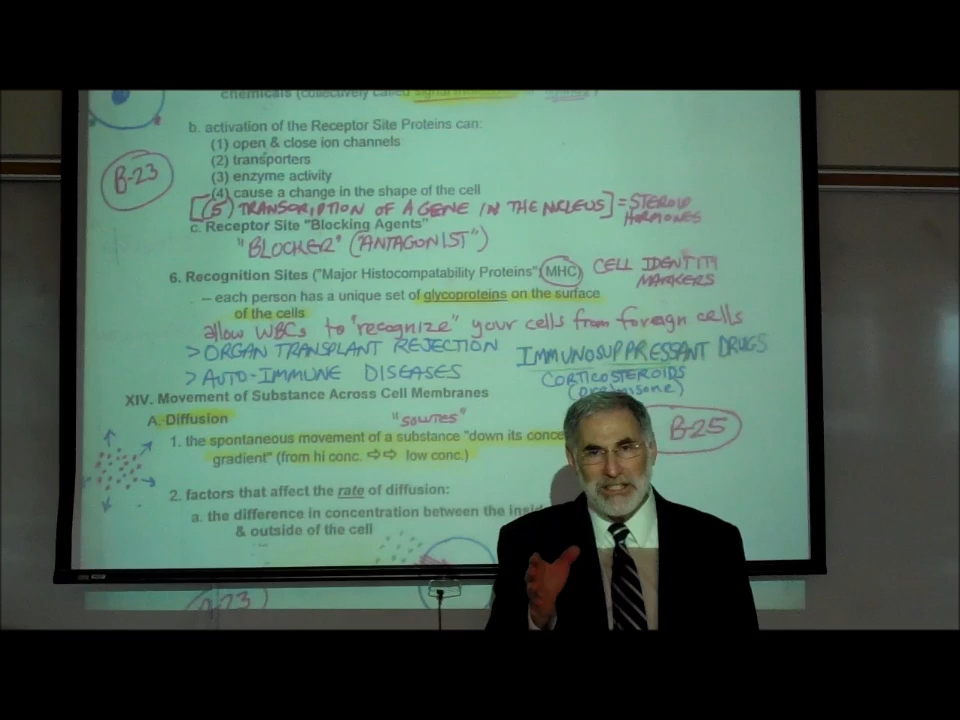 chemicals (collectively called
b. activation of the Receptor Site Proteins can:
(1) open & close ion channels
B-23
(2) transporters
(3) enzyme activity
(4) cause a change in the shape of the cell
[(5) TRANSCRIPTION OF A GENE IN THE NUCLEUS] = STEROID HORMONES
c. Receptor Site "Blocking Agents"
"BLOCKER" (ANTAGONIST")
6. Recognition Sites ("Major Histocompatability Proteins" MHC CELL IDENTITY MARKERS
– each person has a unique set of glycoproteins on the surface
of the cells
allow WBCs to "recognize" your cells from foreign cells
> ORGAN TRANSPLANT REJECTION IMMUNOSUPPRESSANT DRUGS
> AUTO-IMMUNE DISEASES CORTICOSTEROIDS
(prednisone)
XIV. Movement of Substance Across Cell Membranes
A. Diffusion "SOLUTES" B-25
1. the spontaneous movement of a substance "down its conce
gradient" (from hi conc. ⇨⇨ low conc.)
2. factors that affect the rate of diffusion:
a. the difference in concentration between the insid
& outside of the cell